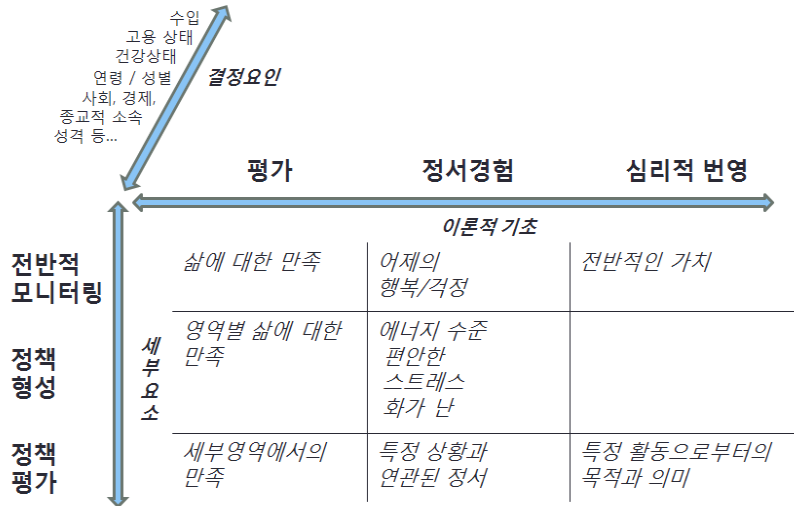 수입
고용 상태
건강상태
연령 / 성별
사회, 경제,
종교적 소속
성격 등...
결정요인
평가
정서경험
심리적 번영
이론적 기초
세부요소
전반적
모니터링
삶에 대한 만족
어제의
행복/걱정
전반적인 가치
정책
형성
영역별 삶에 대한
만족
에너지 수준
편안한
스트레스
화가 난
정책
평가
세부영역에서의
만족
특정 상황과
연관된 정서
특정 활동으로부터의
목적과 의미